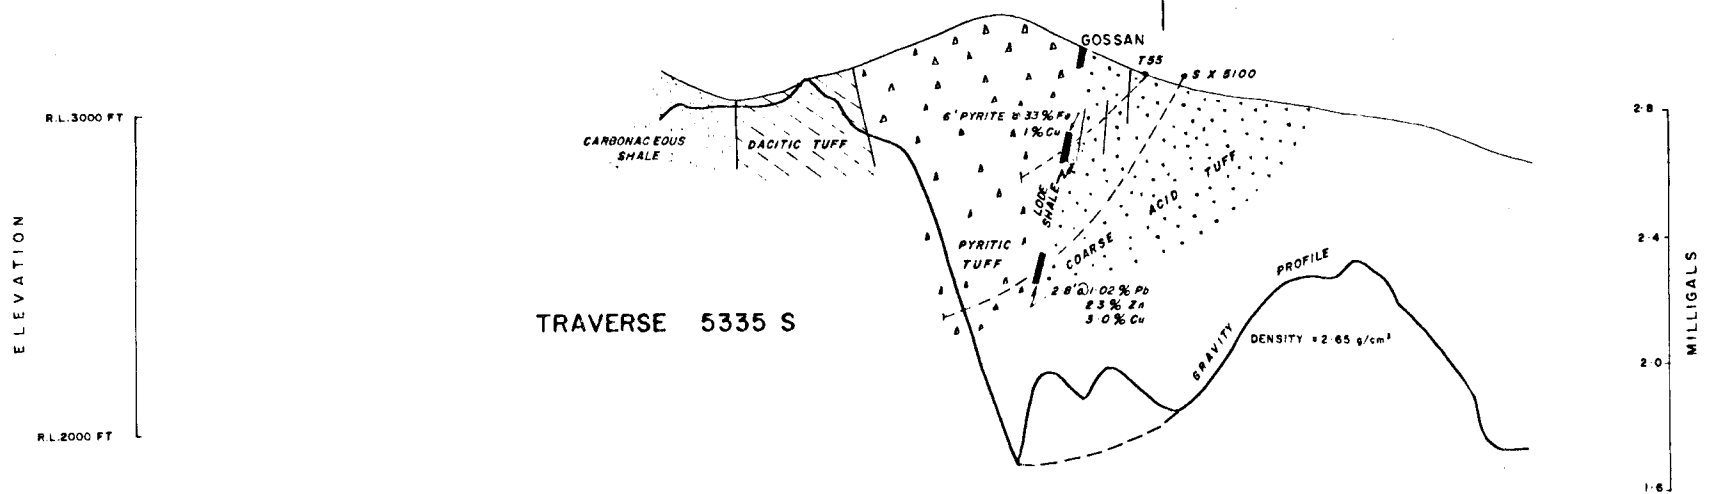 GOSSAN
T55
S X 5100
R.L.3000 FT
2.8
6' PYRITE @ 33% Fe
1% Cu
CARBONACEOUS
SHALE
DACITIC TUFF
LODE
SHALE
ACID TUFF
COARSE
ELEVATION
2.4
PYRITIC
TUFF
PROFILE
MILLIGALS
2.8' @ 1.02% Pb
2.3% Zn
3.0% Cu
TRAVERSE 5335 S
GRAVITY
DENSITY = 2.65 g/cm³
2.0
R.L.2000 FT
1.6